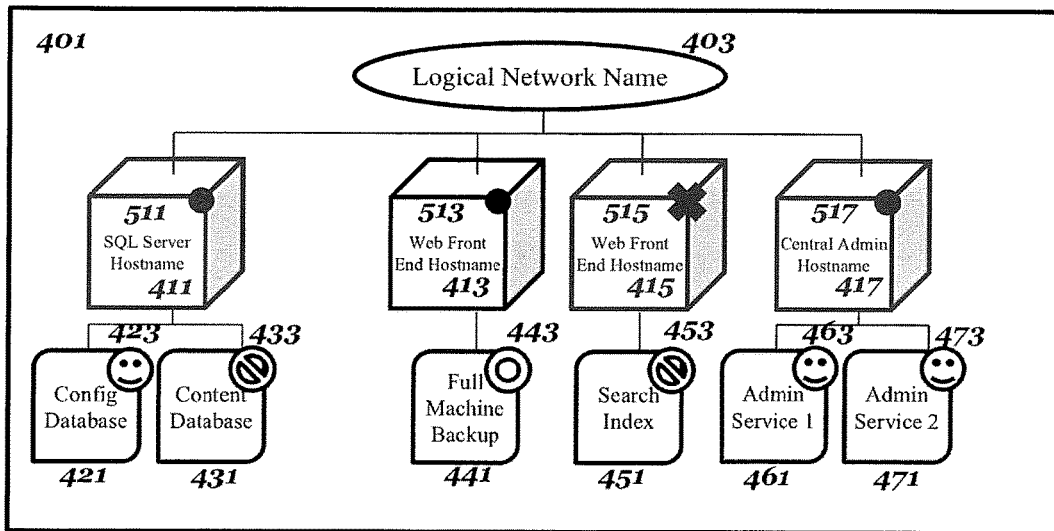 401
403
Logical Network Name
511
SQL Server
Hostname
411
513
Web Front
End Hostname
413
515
Web Front
End Hostname
415
517
Central Admin
Hostname
417
423
Config
Database
421
433
Content
Database
431
443
Full
Machine
Backup
441
453
Search
Index
451
463
Admin
Service 1
461
473
Admin
Service 2
471